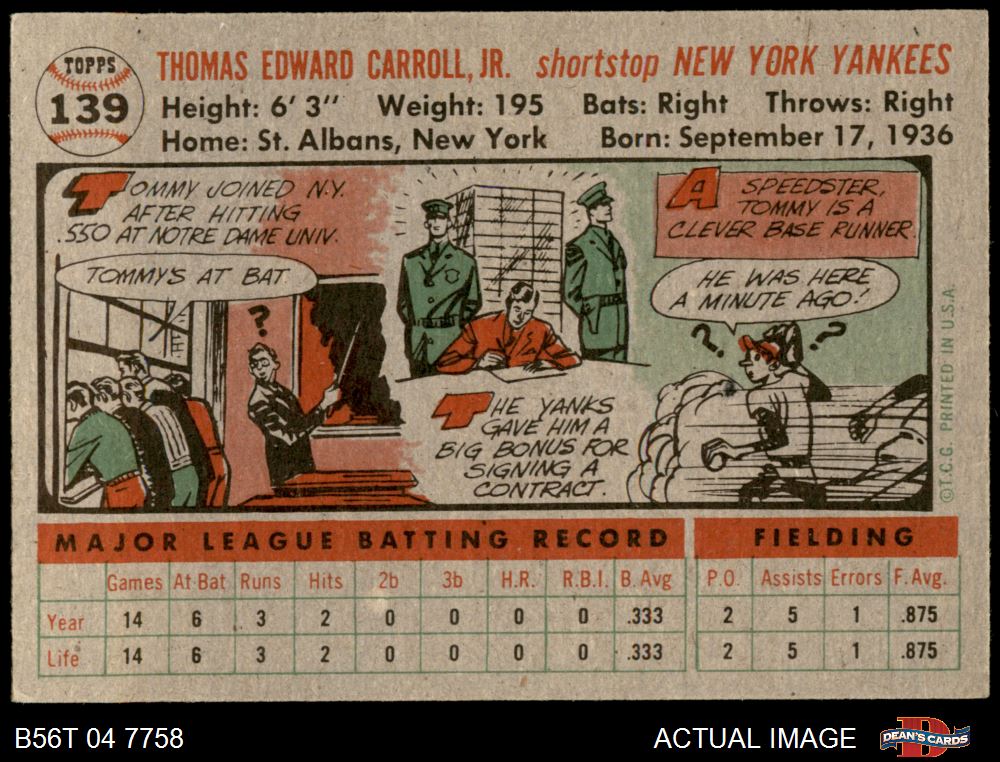 TOPPS
139
THOMAS EDWARD CARROLL, JR. shortstop NEW YORK YANKEES
Height: 6' 3" Weight: 195 Bats: Right Throws: Right
Home: St. Albans, New York Born: September 17, 1936
TOMMY JOINED N.Y.
AFTER HITTING
.550 AT NOTRE DAME UNIV.
TOMMY'S AT BAT
?
THE YANKS
GAVE HIM A
BIG BONUS FOR
SIGNING A
CONTRACT.
A SPEEDSTER,
TOMMY IS A
CLEVER BASE RUNNER.
HE WAS HERE
A MINUTE AGO!
? ?
©T.C.G. PRINTED IN U.S.A.
MAJOR LEAGUE BATTING RECORD FIELDING
Games At-Bat Runs Hits 2b 3b H.R. R.B.I. B. Avg P.O. Assists Errors F. Avg.
Year 14 6 3 2 0 0 0 0 .333 2 5 1 .875
Life 14 6 3 2 0 0 0 0 .333 2 5 1 .875
B56T 04 7758 ACTUAL IMAGE D DEAN'S CARDS